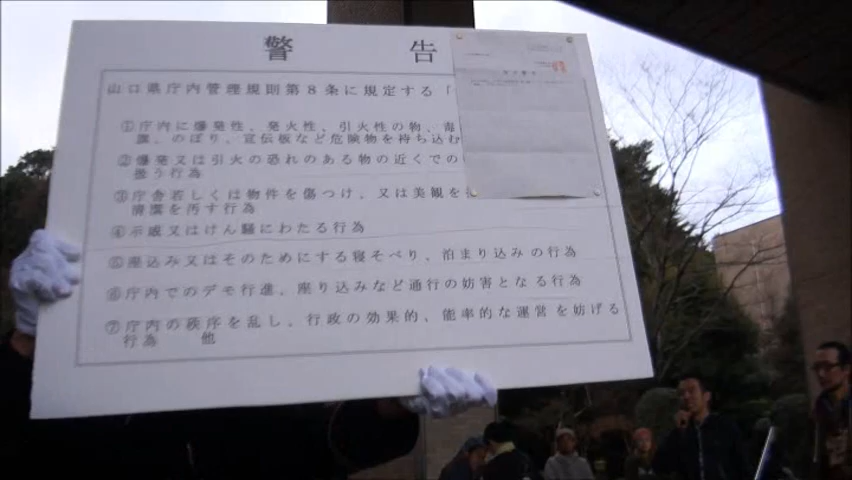 警告
山口県庁内管理規則第8条に規定する「
①庁内に爆発性、発火性、引火性の物、毒
旗、のぼり、宣伝板など危険物を持ち込む
②爆発又は引火の恐れのある物の近くでの
扱う行為
③庁舎若しくは物件を傷つけ、又は美観を
清潔を汚す行為
④示威又はけん騒にわたる行為
⑤座込み又はそのためにする寝そべり、泊まり込みの行為
⑥庁内でのデモ行進、座り込みなど通行の妨害となる行為
⑦庁内の秩序を乱し、行政の効果的、能率的な運営を妨げる
行為 他